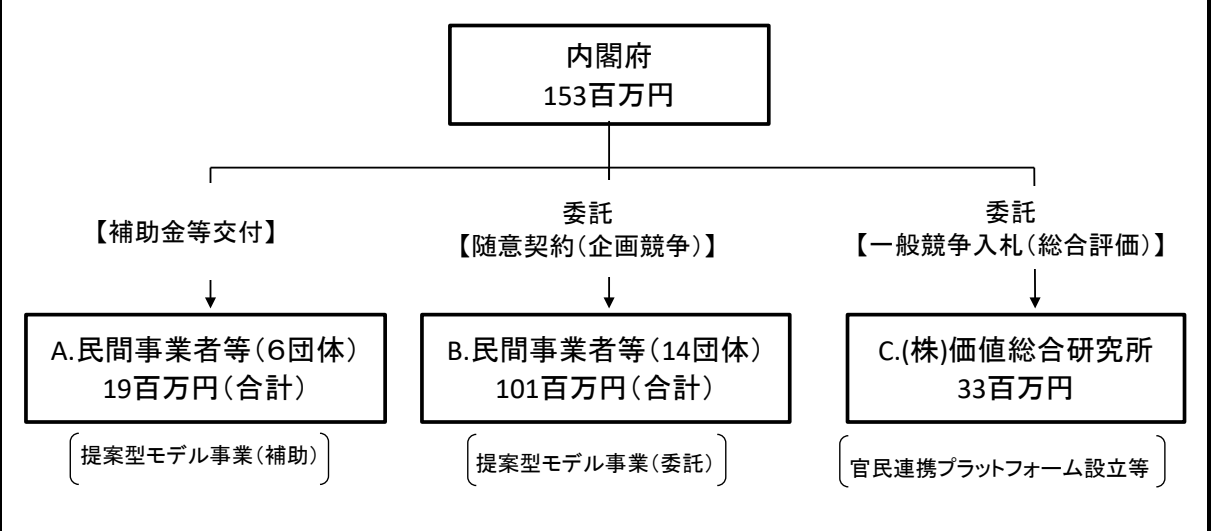 内閣府
153百万円
【補助金等交付】
委託
【随意契約(企画競争)】
委託
【一般競争入札(総合評価)】
A.民間事業者等(6団体)
19百万円(合計)
B.民間事業者等(14団体)
101百万円(合計)
C.(株)価値総合研究所
33百万円
提案型モデル事業(補助)
提案型モデル事業(委託)
官民連携プラットフォーム設立等